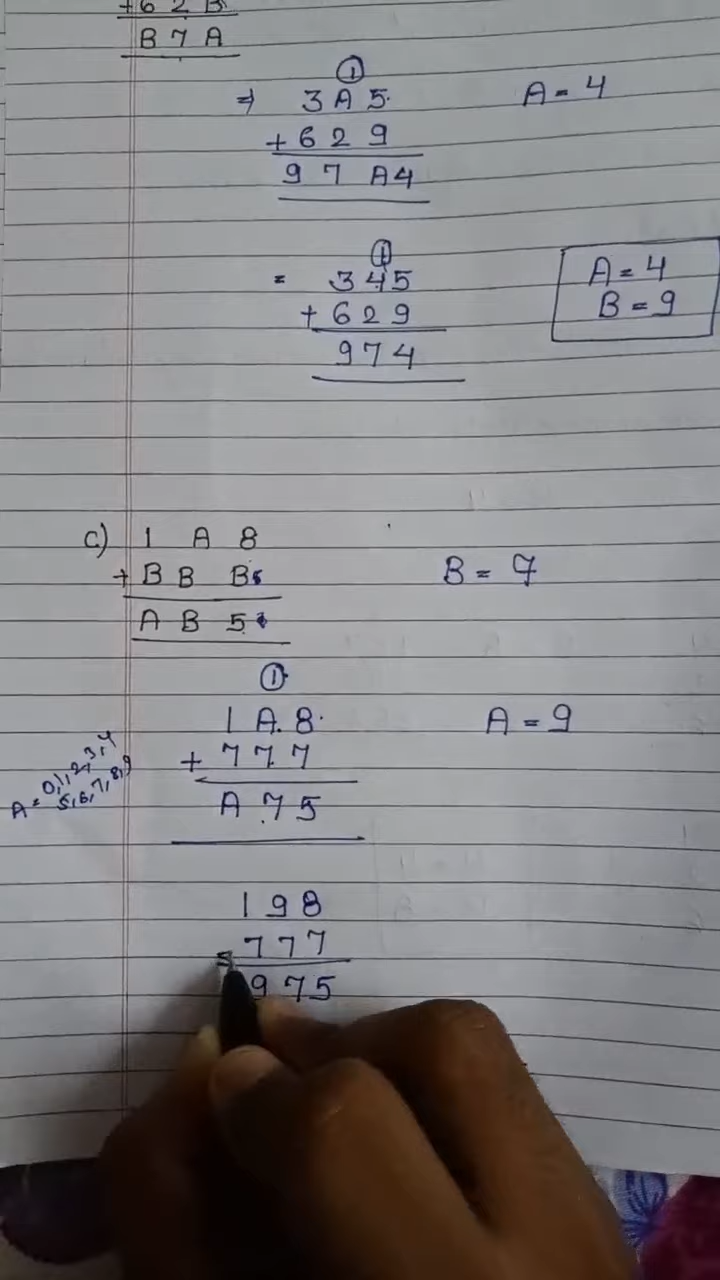 + 6 2 B
B 7 A
①
⇒ 3 A 5. A = 4
+ 6 2 9
9 7 A4
①
= 3 4 5 A = 4
+ 6 2 9 B = 9
9 7 4
c) 1 A 8
+ B B B B = 7
A B 5
①
1 A. 8. A = 9
+ 7 7 7
A = 0,1,2,3,4
5,6,7,8,9
A 7 5
1 9 8
7 7 7
9 7 5